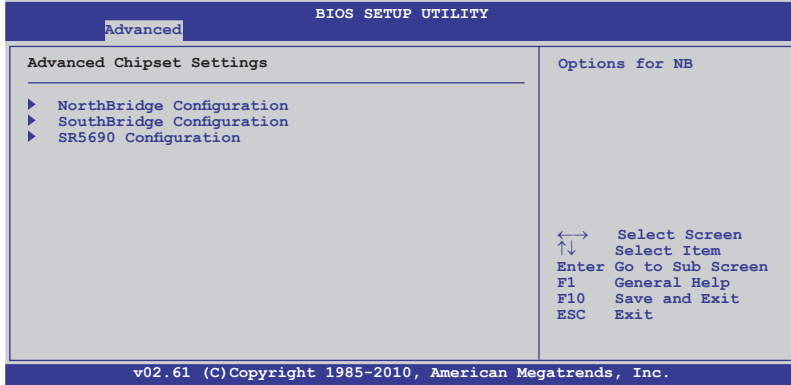 BIOS SETUP UTILITY
Advanced
Advanced Chipset Settings
NorthBridge Configuration
SouthBridge Configuration
SR5690 Configuration
Options for NB
←→ Select Screen
↑↓ Select Item
Enter Go to Sub Screen
F1 General Help
F10 Save and Exit
ESC Exit
v02.61 (C)Copyright 1985-2010, American Megatrends, Inc.